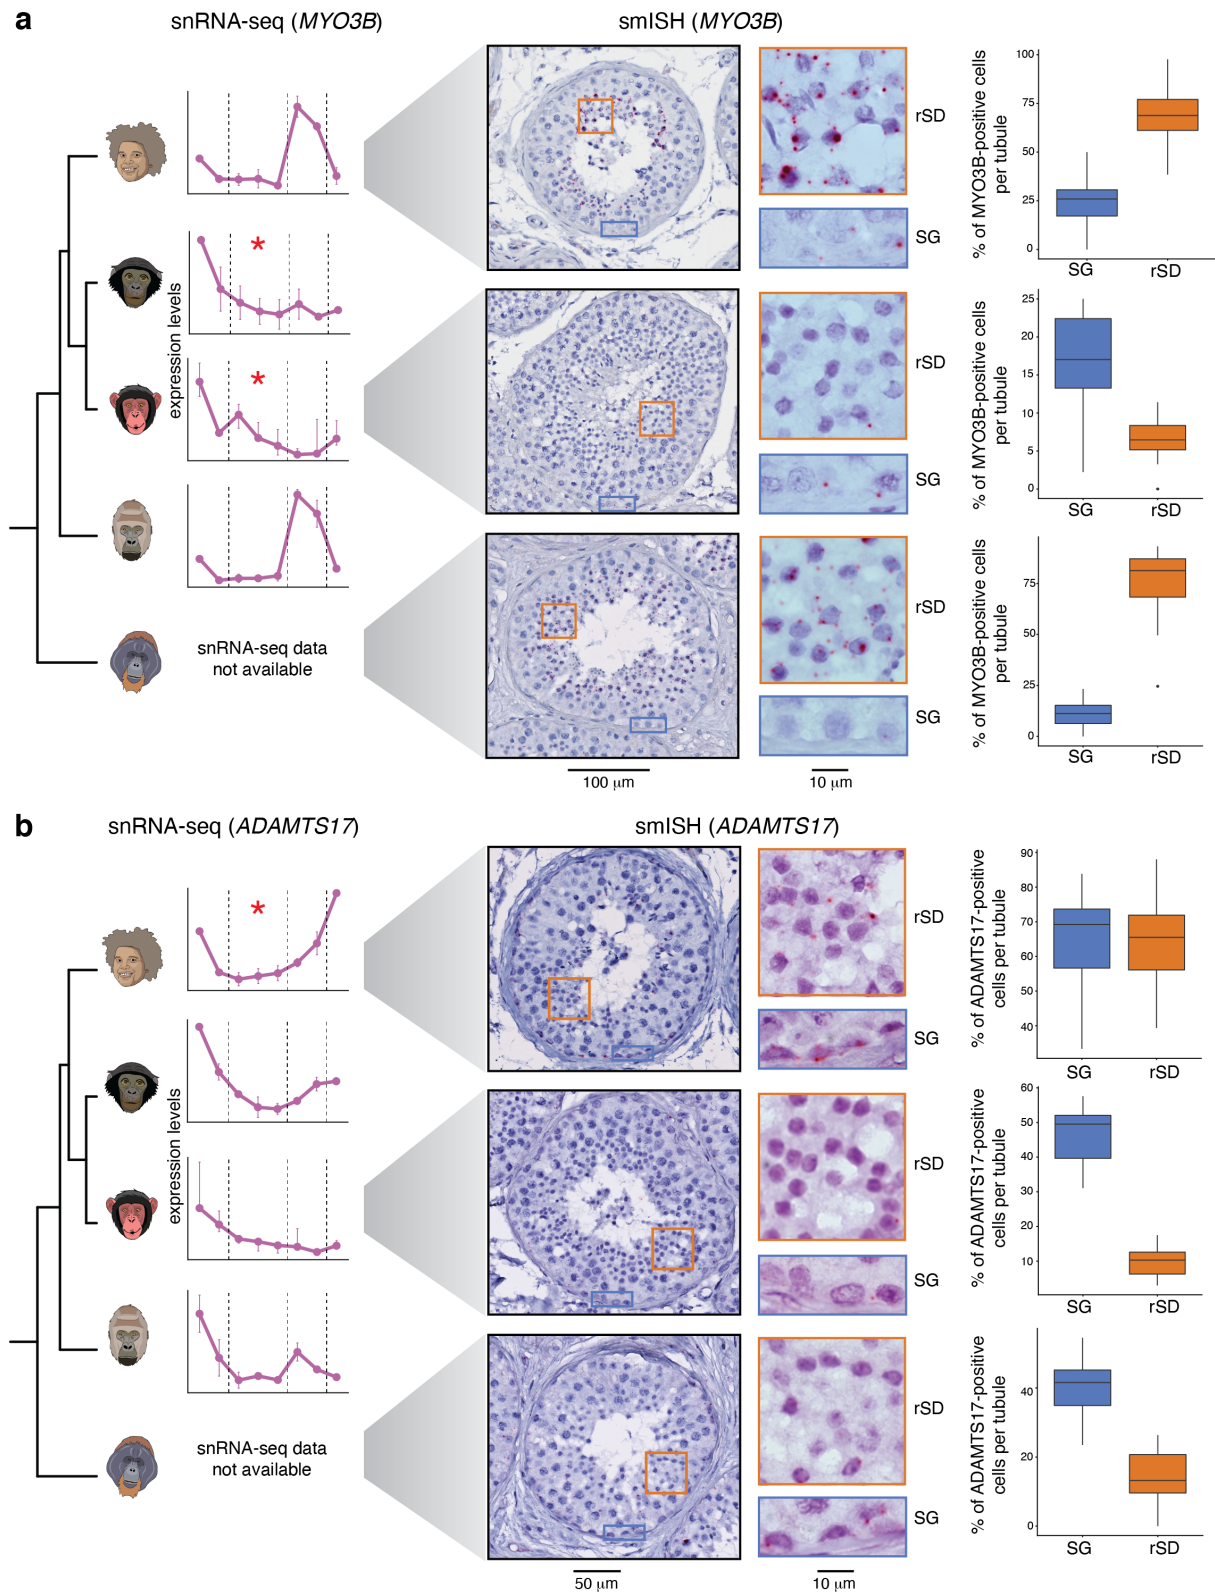 a
snRNA-seq (MYO3B)
smISH (MYO3B)
*
*
expression levels
snRNA-seq data
not available
rSD
SG
rSD
SG
rSD
SG
100 μm
10 μm
% of MYO3B-positive cells
per tubule
100
75
50
25
0
SG
rSD
% of MYO3B-positive cells
per tubule
25
20
15
10
5
0
SG
rSD
% of MYO3B-positive cells
per tubule
75
50
25
0
SG
rSD
b
snRNA-seq (ADAMTS17)
smISH (ADAMTS17)
*
expression levels
snRNA-seq data
not available
rSD
SG
rSD
SG
rSD
SG
50 μm
10 μm
% of ADAMTS17-positive
cells per tubule
90
80
70
60
50
40
SG
rSD
% of ADAMTS17-positive
cells per tubule
60
50
40
30
20
10
SG
rSD
% of ADAMTS17-positive
cells per tubule
40
20
0
SG
rSD